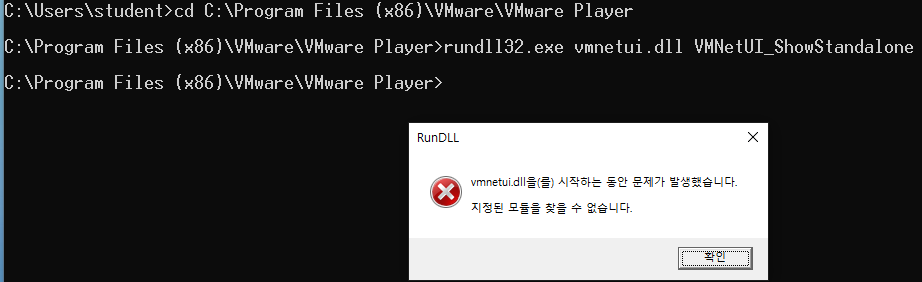 C:\Users\student>cd C:\Program Files (x86)\VMware\VMware Player
C:\Program Files (x86)\VMware\VMware Player>rundll32.exe vmnetui.dll VMNetUI_ShowStandalone
C:\Program Files (x86)\VMware\VMware Player>
RunDLL
vmnetui.dll을(를) 시작하는 동안 문제가 발생했습니다.
지정된 모듈을 찾을 수 없습니다.
확인